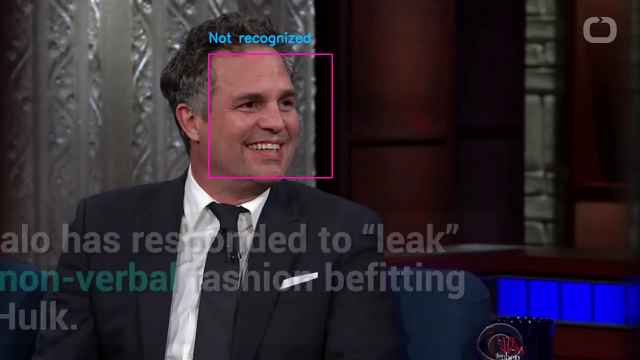 Not recognized
alo has responded to “leak”
non-verbal fashion befitting
Hulk.